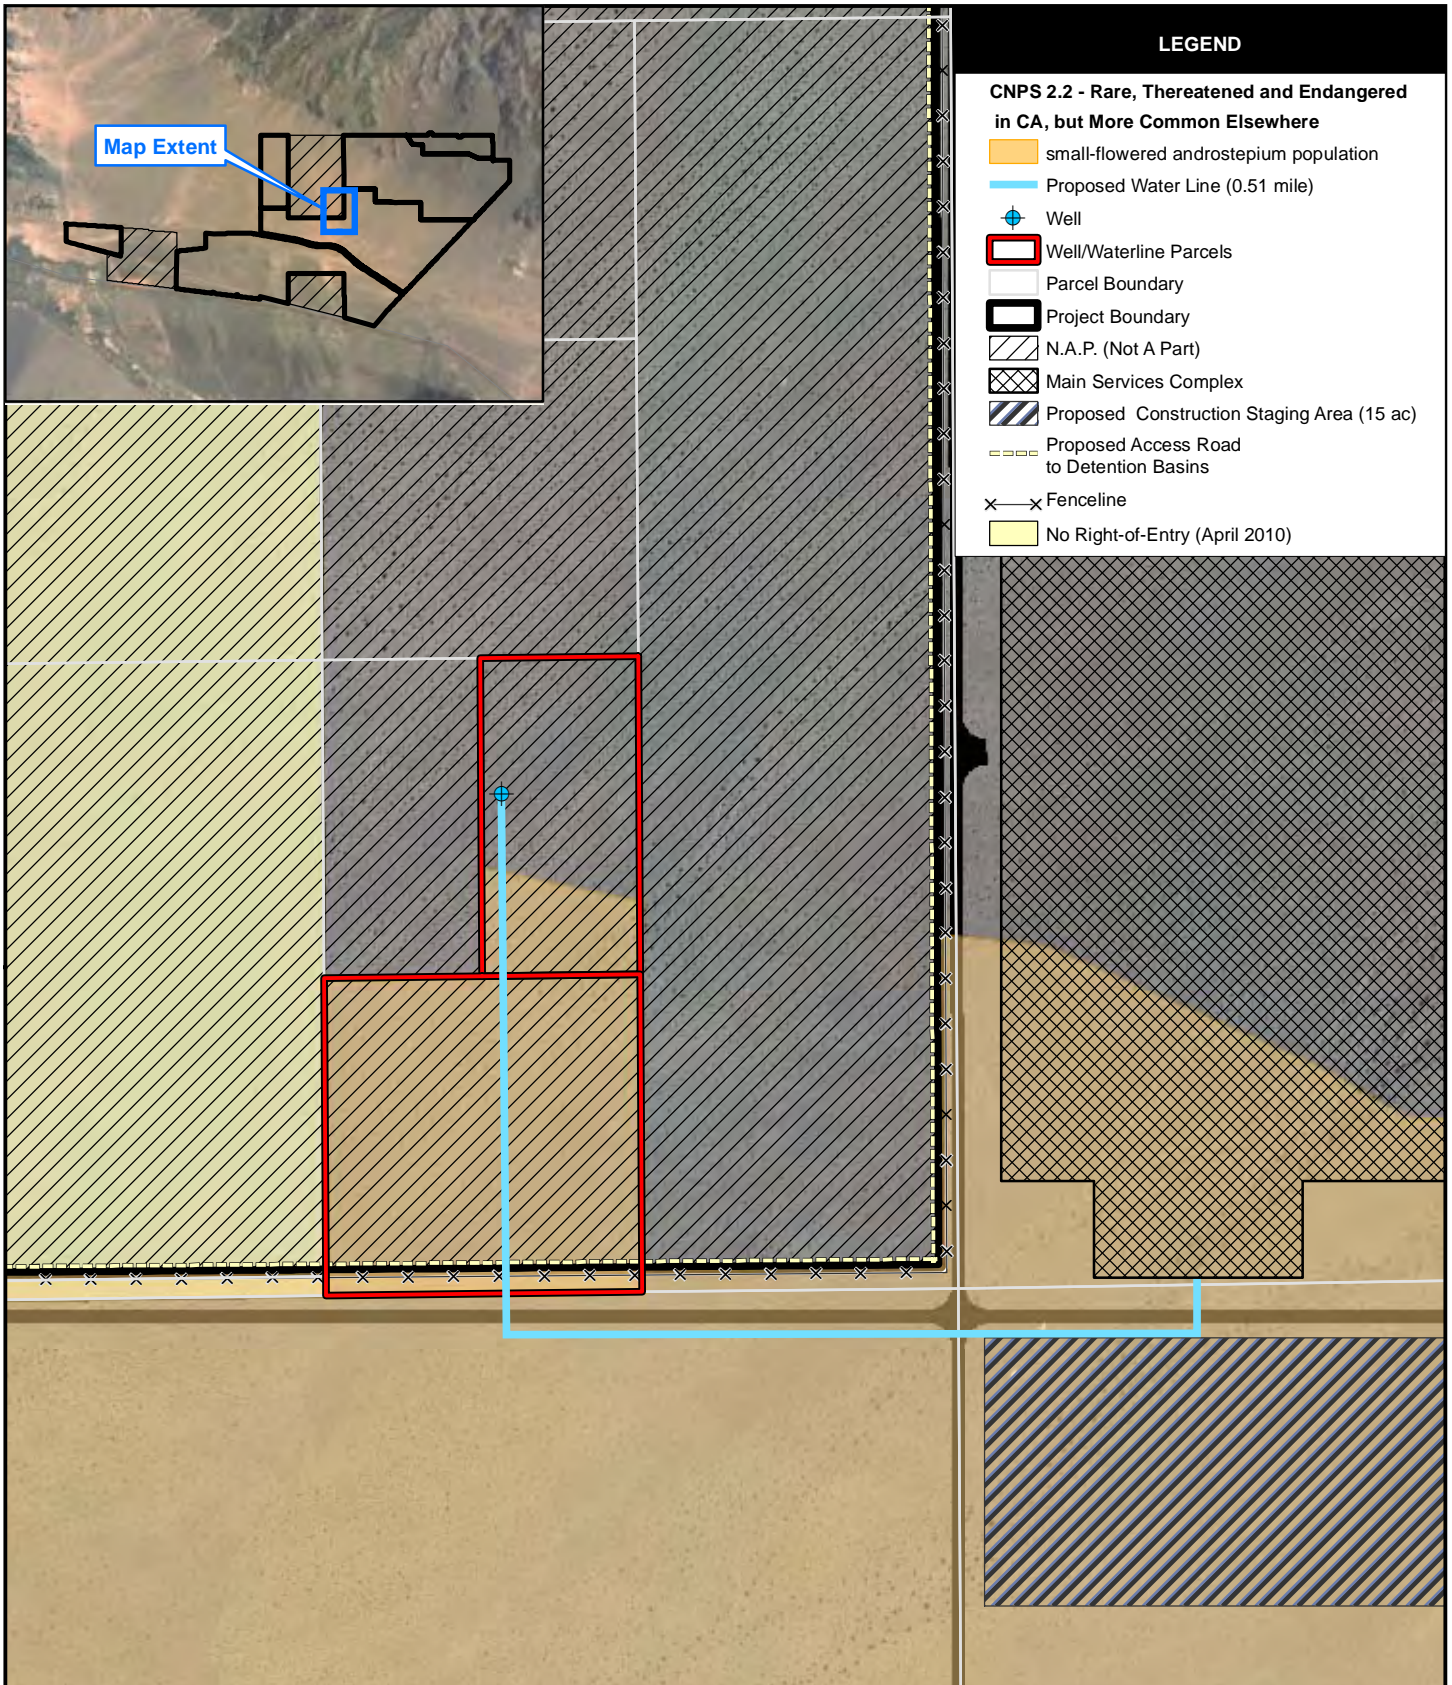 Map Extent
LEGEND
CNPS 2.2 - Rare, Thereatened and Endangered
in CA, but More Common Elsewhere
small-flowered androstepium population
Proposed Water Line (0.51 mile)
Well
Well/Waterline Parcels
Parcel Boundary
Project Boundary
N.A.P. (Not A Part)
Main Services Complex
Proposed Construction Staging Area (15 ac)
Proposed Access Road
to Detention Basins
Fenceline
No Right-of-Entry (April 2010)